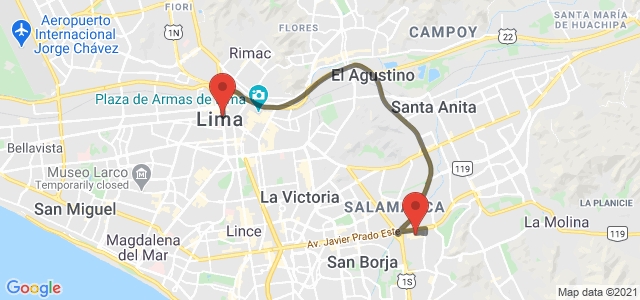 FIORI
FLORES
SANTA MARÍA
DE HUACHIPA
Aeropuerto
Internacional
Jorge Chávez
1N
Rimac
CAMPOY
22
El Agustino
Plaza de Armas de
Santa Anita
Lima
Bellavista
Museo Larco
Temporarily closed
119
La Victoria
LA PLANICIE
San Miguel
SALAMANCA
119
La Molina
Lince
Av. Javier Prado Este
Magdalena
del Mar
San Borja
1S
Google
Map data ©2021